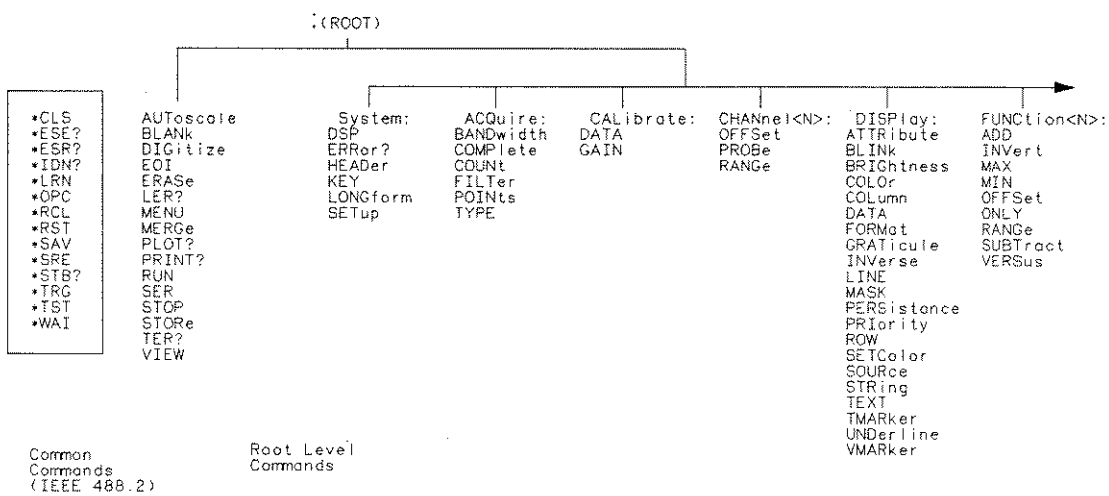 :(ROOT)
*CLS
*ESE?
*ESR?
*IDN?
*LRN
*OPC
*RCL
*RST
*SAV
*SRE
*STB?
*TRG
*TST
*WAI
AUToscale
BLANk
DIGitize
EOI
ERASe
LER?
MENU
MERGe
PLOT?
PRINT?
RUN
SER
STOP
STORe
TER?
VIEW
System:
DSP
ERRor?
HEADer
KEY
LONGform
SETup
ACQuire:
BANDwidth
COMPlete
COUNt
FILTer
POINts
TYPE
CALibrate:
DATA
GAIN
CHANnel<N>:
OFFSet
PROBe
RANGe
DISPlay:
ATTRibute
BLINk
BRIGhtness
COLOr
COLumn
DATA
FORMat
GRATicule
INVerse
LINE
MASK
PERSistance
PRIority
ROW
SETColor
SOURce
STRing
TEXT
TMARker
UNDerline
VMARker
FUNCtion<N>:
ADD
INVert
MAX
MIN
OFFSet
ONLY
RANGe
SUBTract
VERSus
Common
Commands
(IEEE 488.2)
Root Level
Commands